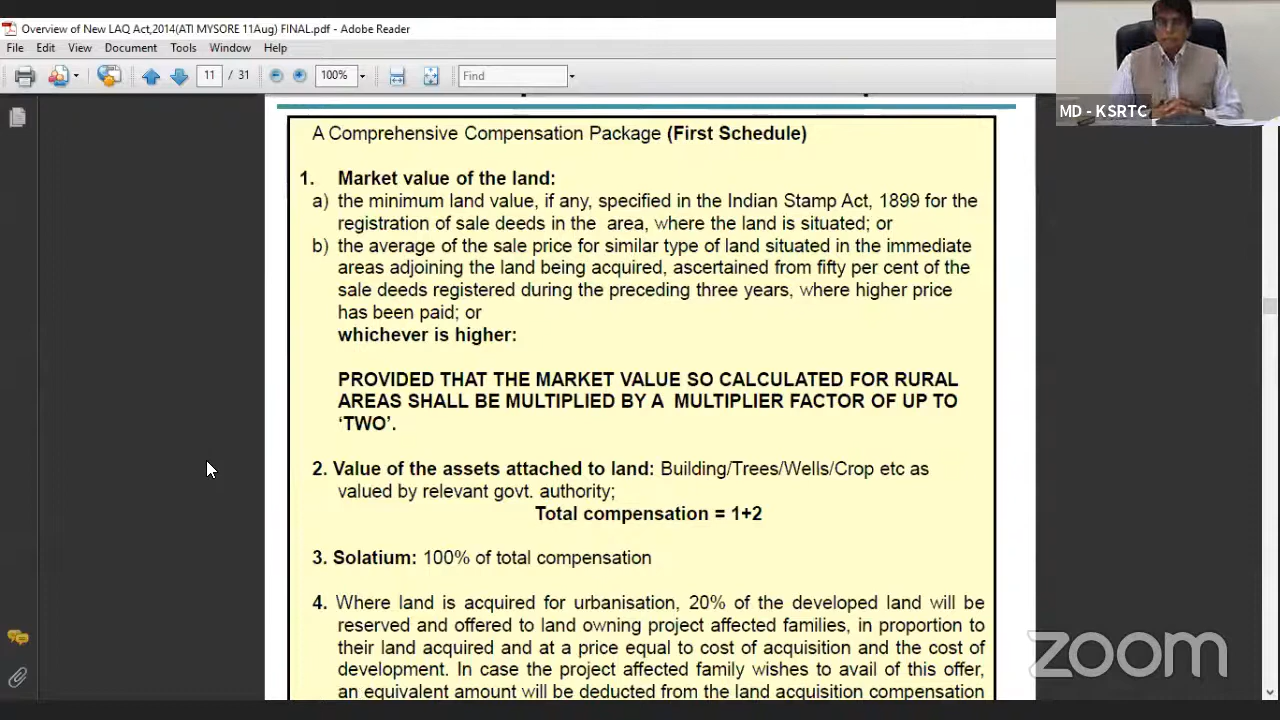 Overview of New LAQ Act,2014(ATI MYSORE 11Aug) FINAL.pdf - Adobe Reader
File Edit View Document Tools Window Help
11 / 31 100% Find
MD - KSRTC
A Comprehensive Compensation Package (First Schedule)
1. Market value of the land:
a) the minimum land value, if any, specified in the Indian Stamp Act, 1899 for the
registration of sale deeds in the area, where the land is situated; or
b) the average of the sale price for similar type of land situated in the immediate
areas adjoining the land being acquired, ascertained from fifty per cent of the
sale deeds registered during the preceding three years, where higher price
has been paid; or
whichever is higher:
PROVIDED THAT THE MARKET VALUE SO CALCULATED FOR RURAL
AREAS SHALL BE MULTIPLIED BY A MULTIPLIER FACTOR OF UP TO
‘TWO’.
2. Value of the assets attached to land: Building/Trees/Wells/Crop etc as
valued by relevant govt. authority;
Total compensation = 1+2
3. Solatium: 100% of total compensation
4. Where land is acquired for urbanisation, 20% of the developed land will be
reserved and offered to land owning project affected families, in proportion to
their land acquired and at a price equal to cost of acquisition and the cost of
development. In case the project affected family wishes to avail of this offer,
an equivalent amount will be deducted from the land acquisition compensation
zoom